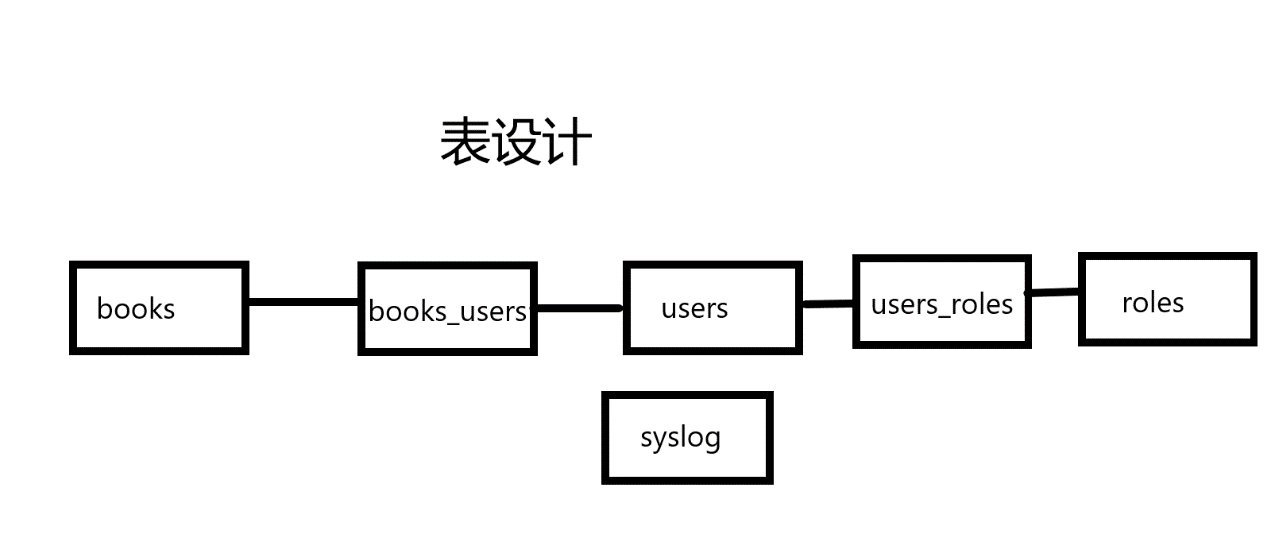 表设计
books
books_users
users
users_roles
roles
syslog